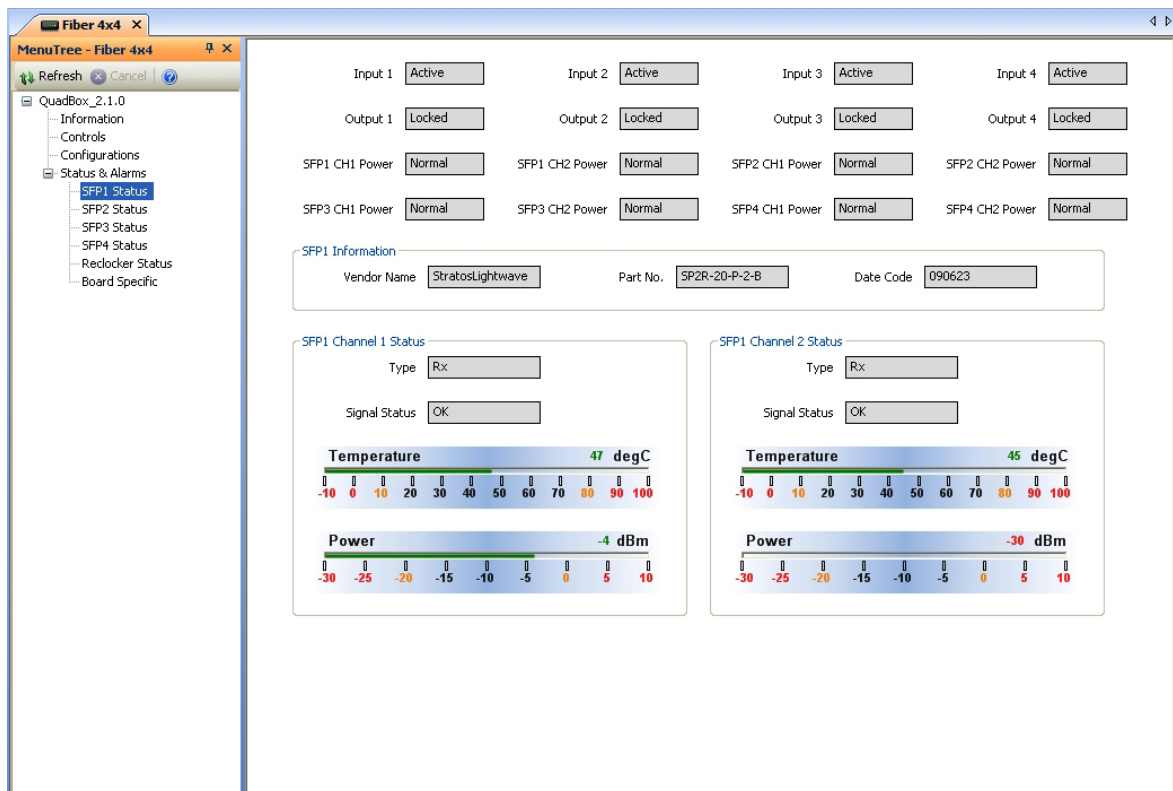 Fiber 4x4 X
MenuTree - Fiber 4x4
Refresh Cancel
QuadBox_2.1.0
Information
Controls
Configurations
Status & Alarms
SFP1 Status
SFP2 Status
SFP3 Status
SFP4 Status
Reclocker Status
Board Specific
Input 1 Active Input 2 Active Input 3 Active Input 4 Active
Output 1 Locked Output 2 Locked Output 3 Locked Output 4 Locked
SFP1 CH1 Power Normal SFP1 CH2 Power Normal SFP2 CH1 Power Normal SFP2 CH2 Power Normal
SFP3 CH1 Power Normal SFP3 CH2 Power Normal SFP4 CH1 Power Normal SFP4 CH2 Power Normal
SFP1 Information
Vendor Name StratosLightwave Part No. SP2R-20-P-2-B Date Code 090623
SFP1 Channel 1 Status
Type Rx
Signal Status OK
Temperature 47 degC
-10 0 10 20 30 40 50 60 70 80 90 100
Power -4 dBm
-30 -25 -20 -15 -10 -5 0 5 10
SFP1 Channel 2 Status
Type Rx
Signal Status OK
Temperature 45 degC
-10 0 10 20 30 40 50 60 70 80 90 100
Power -30 dBm
-30 -25 -20 -15 -10 -5 0 5 10